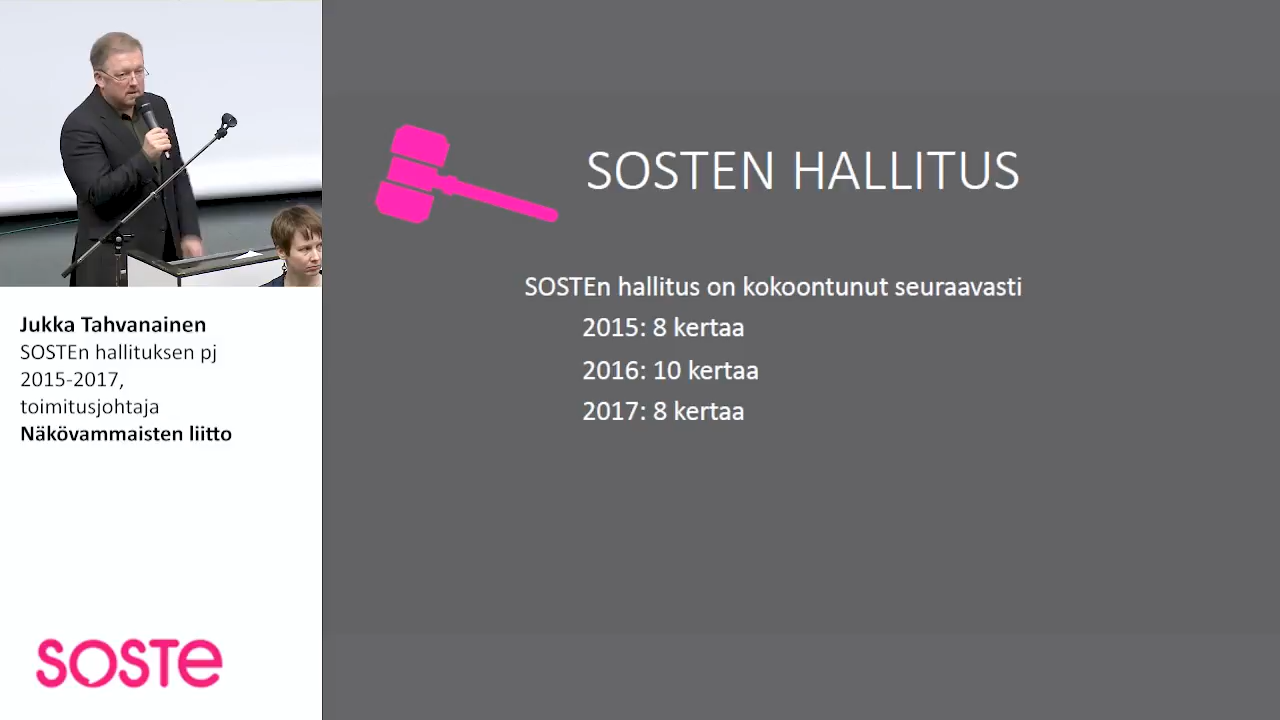 Jukka Tahvanainen
SOSTEn hallituksen pj
2015-2017,
toimitusjohtaja
Näkövammaisten liitto
SOSTE
SOSTEN HALLITUS
SOSTEn hallitus on kokoontunut seuraavasti
2015: 8 kertaa
2016: 10 kertaa
2017: 8 kertaa